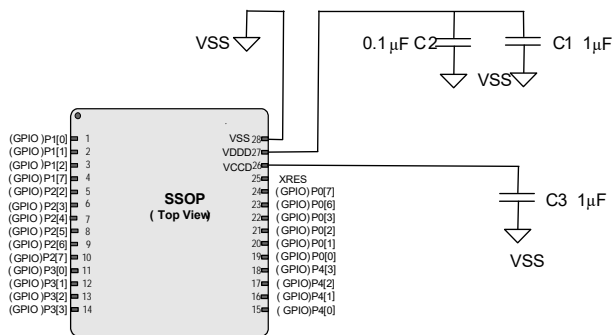 VSS
0.1 µF C2
C1 1µF
VSS
(GPIO )P1[0] 1
(GPIO )P1[1] 2
(GPIO )P1[2] 3
(GPIO )P1[7] 4
(GPIO )P2[2] 5
(GPIO )P2[3] 6
(GPIO )P2[4] 7
(GPIO )P2[5] 8
(GPIO )P2[6] 9
(GPIO )P2[7] 10
(GPIO )P3[0] 11
(GPIO )P3[1] 12
(GPIO )P3[2] 13
(GPIO )P3[3] 14
SSOP
( Top View)
VSS 28
VDDD 27
VCCD 26
25 XRES
24 (GPIO) P0[7]
23 (GPIO) P0[6]
22 (GPIO) P0[3]
21 (GPIO) P0[2]
20 (GPIO) P0[1]
19 (GPIO) P0[0]
18 (GPIO) P4[3]
17 (GPIO) P4[2]
16 (GPIO) P4[1]
15 (GPIO) P4[0]
C3 1µF
VSS